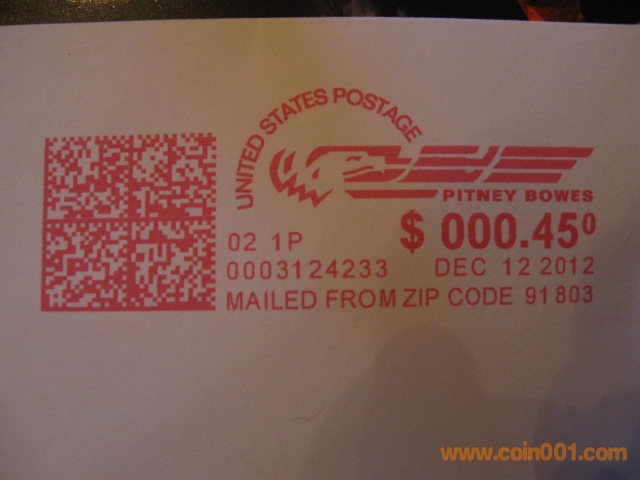 UNITED STATES POSTAGE
PITNEY BOWES
02 1P
$ 000.45⁰
0003124233
DEC 12 2012
MAILED FROM ZIP CODE 91803
www.coin001.com